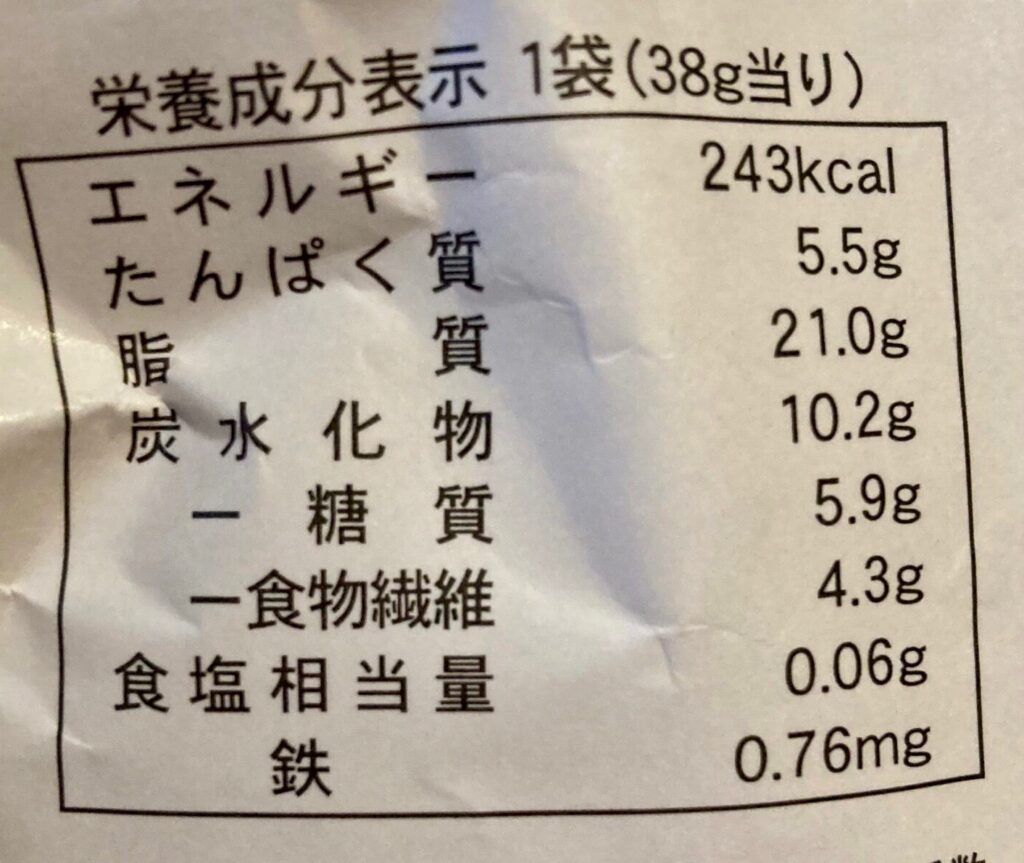 栄養成分表示 1袋(38g当り)
エネルギー 243kcal
たんぱく質 5.5g
脂質 21.0g
炭水化物 10.2g
ー糖質 5.9g
ー食物繊維 4.3g
食塩相当量 0.06g
鉄 0.76mg